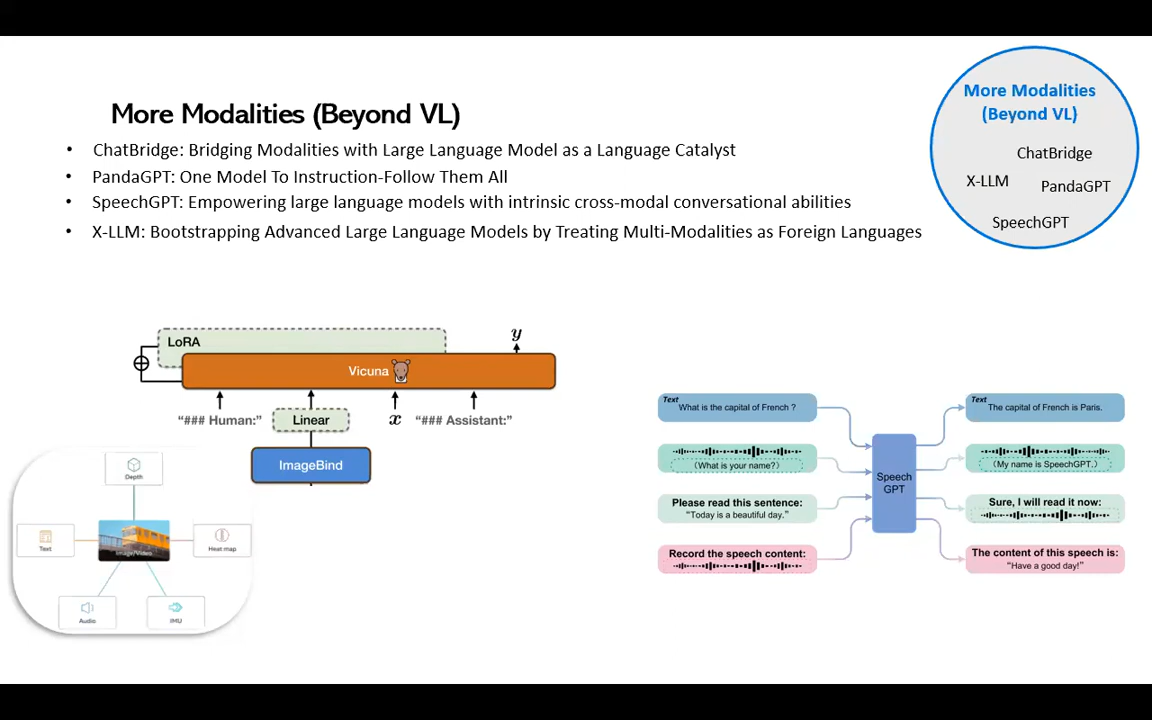 More Modalities (Beyond VL)
• ChatBridge: Bridging Modalities with Large Language Model as a Language Catalyst
• PandaGPT: One Model To Instruction-Follow Them All
• SpeechGPT: Empowering large language models with intrinsic cross-modal conversational abilities
• X-LLM: Bootstrapping Advanced Large Language Models by Treating Multi-Modalities as Foreign Languages
More Modalities
(Beyond VL)
ChatBridge
X-LLM
PandaGPT
SpeechGPT
LoRA
y
Vicuna
"### Human:"
Linear
x
"### Assistant:"
ImageBind
Depth
Text
Image/Video
Heat map
Audio
IMU
Text
What is the capital of French ?
(What is your name?)
Please read this sentence:
"Today is a beautiful day."
Record the speech content:
Speech
GPT
Text
The capital of French is Paris.
(My name is SpeechGPT.)
Sure, I will read it now:
The content of this speech is:
"Have a good day!"